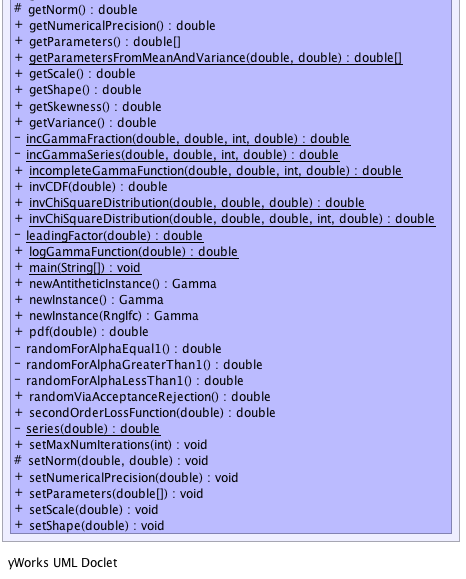 # getNorm() : double
+ getNumericalPrecision() : double
+ getParameters() : double[]
+ getParametersFromMeanAndVariance(double, double) : double[]
+ getScale() : double
+ getShape() : double
+ getSkewness() : double
+ getVariance() : double
- incGammaFraction(double, double, int, double) : double
- incGammaSeries(double, double, int, double) : double
+ incompleteGammaFunction(double, double, int, double) : double
+ invCDF(double) : double
+ invChiSquareDistribution(double, double, double) : double
+ invChiSquareDistribution(double, double, double, int, double) : double
- leadingFactor(double) : double
+ logGammaFunction(double) : double
+ main(String[]) : void
+ newAntitheticInstance() : Gamma
+ newInstance() : Gamma
+ newInstance(RngIfc) : Gamma
+ pdf(double) : double
- randomForAlphaEqual1() : double
- randomForAlphaGreaterThan1() : double
- randomForAlphaLessThan1() : double
+ randomViaAcceptanceRejection() : double
+ secondOrderLossFunction(double) : double
- series(double) : double
+ setMaxNumIterations(int) : void
# setNorm(double, double) : void
+ setNumericalPrecision(double) : void
+ setParameters(double[]) : void
+ setScale(double) : void
+ setShape(double) : void
yWorks UML Doclet